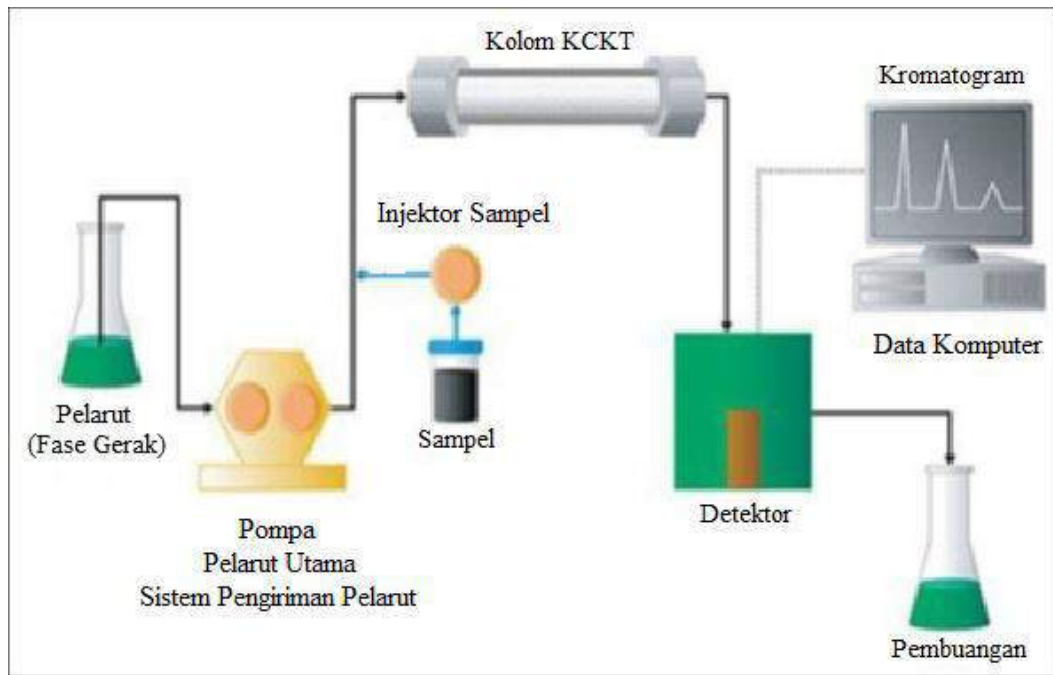 Kolom KCKT
Kromatogram
Injektor Sampel
Data Komputer
Pelarut
(Fase Gerak)
Sampel
Detektor
Pompa
Pelarut Utama
Sistem Pengiriman Pelarut
Pembuangan